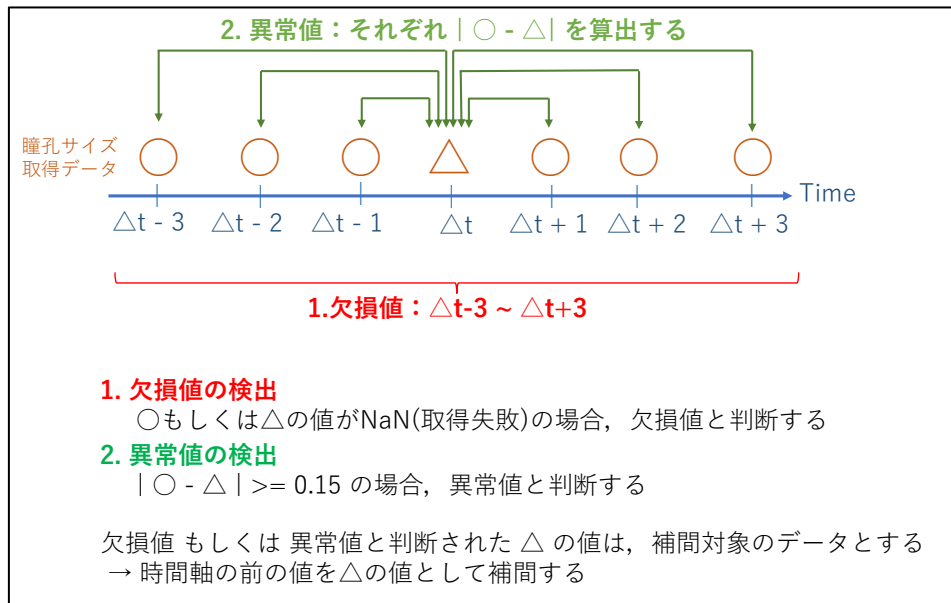 2. 異常値：それぞれ | ○ - △| を算出する
瞳孔サイズ
取得データ
Time
△t - 3 △t - 2 △t - 1 △t △t + 1 △t + 2 △t + 3
1.欠損値：△t-3 ~ △t+3
1. 欠損値の検出
○もしくは△の値がNaN(取得失敗)の場合，欠損値と判断する
2. 異常値の検出
| ○ - △ | >= 0.15 の場合，異常値と判断する
欠損値 もしくは 異常値と判断された △ の値は，補間対象のデータとする
→ 時間軸の前の値を△の値として補間する